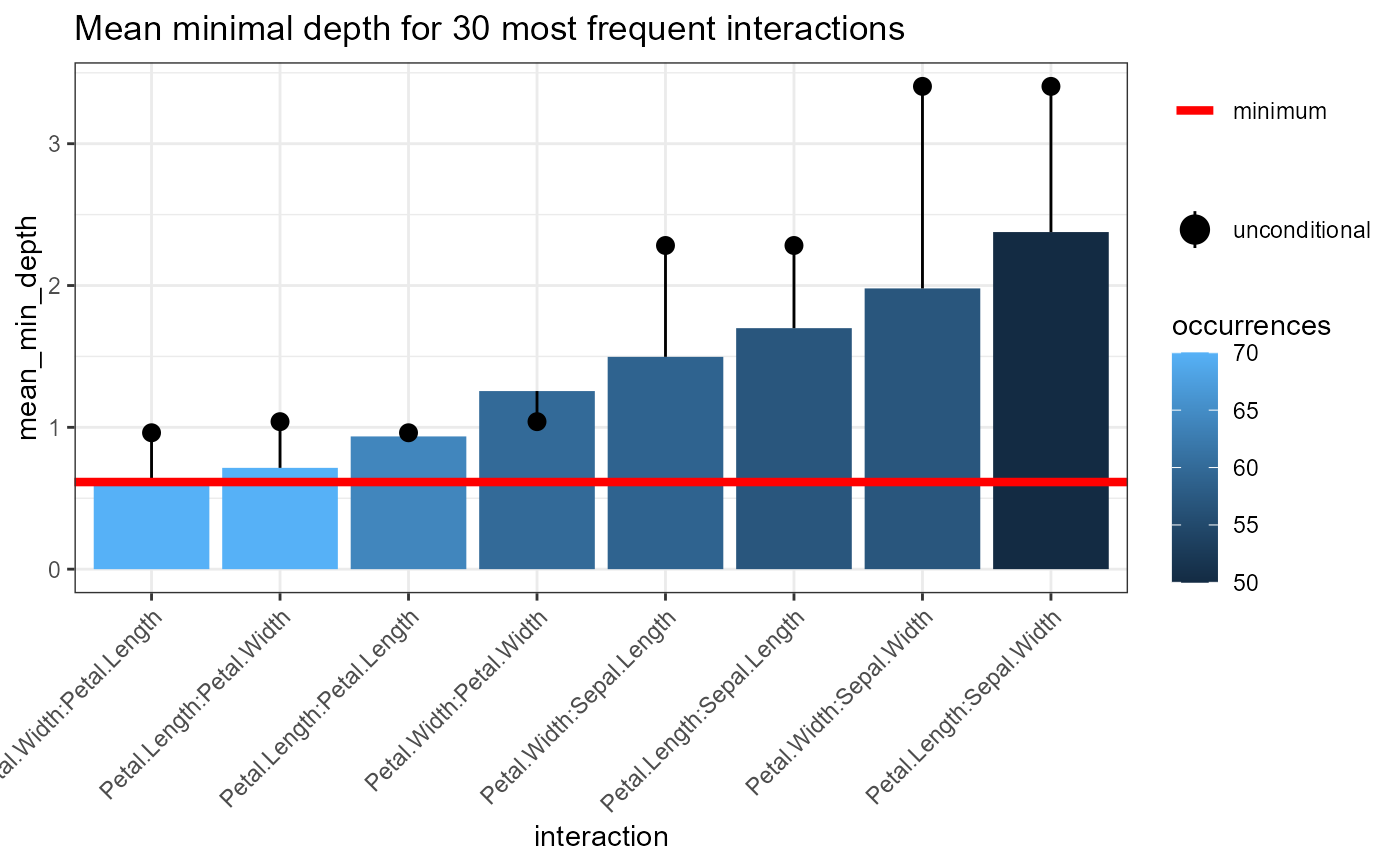 Mean minimal depth for 30 most frequent interactions
mean_min_depth
3
2
1
0
al.Width:Petal.Length
Petal.Length:Petal.Width
Petal.Length:Petal.Length
Petal.Width:Petal.Width
Petal.Width:Sepal.Length
Petal.Length:Sepal.Length
Petal.Width:Sepal.Width
Petal.Length:Sepal.Width
interaction
minimum
unconditional
occurrences
70
65
60
55
50